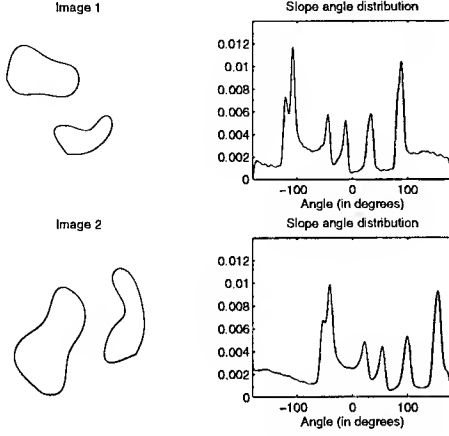 Image 1
Slope angle distribution
0.012
0.01
0.008
0.006
0.004
0.002
0
−100 0 100
Angle (in degrees)
Image 2
Slope angle distribution
0.012
0.01
0.008
0.006
0.004
0.002
0
−100 0 100
Angle (in degrees)